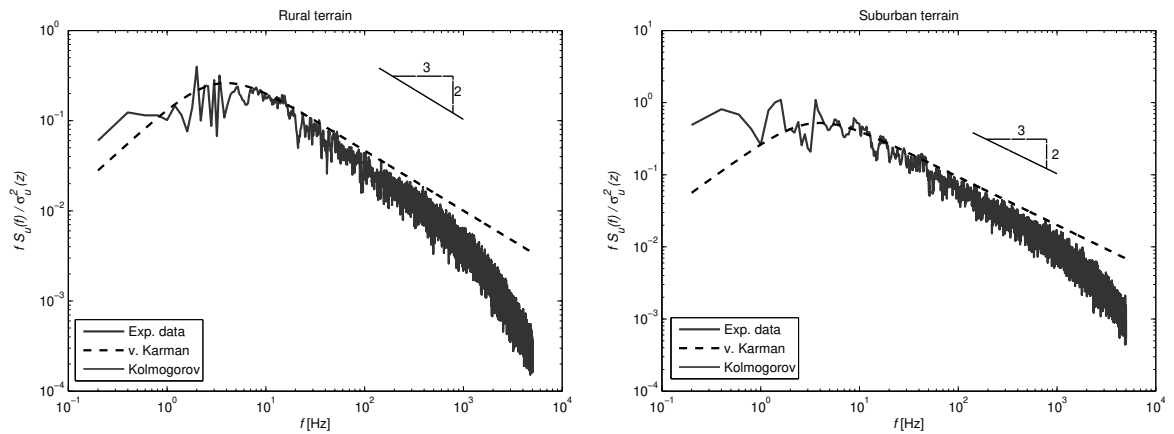 Rural terrain
10^0
10^-1
10^-2
10^-3
10^-4
f S_u(f) / σ_u^2 (z)
3
2
Exp. data
v. Karman
Kolmogorov
10^-1
10^0
10^1
10^2
10^3
10^4
f [Hz]
Suburban terrain
10^1
10^0
10^-1
10^-2
10^-3
10^-4
f S_u(f) / σ_u^2 (z)
3
2
Exp. data
v. Karman
Kolmogorov
10^-1
10^0
10^1
10^2
10^3
10^4
f [Hz]